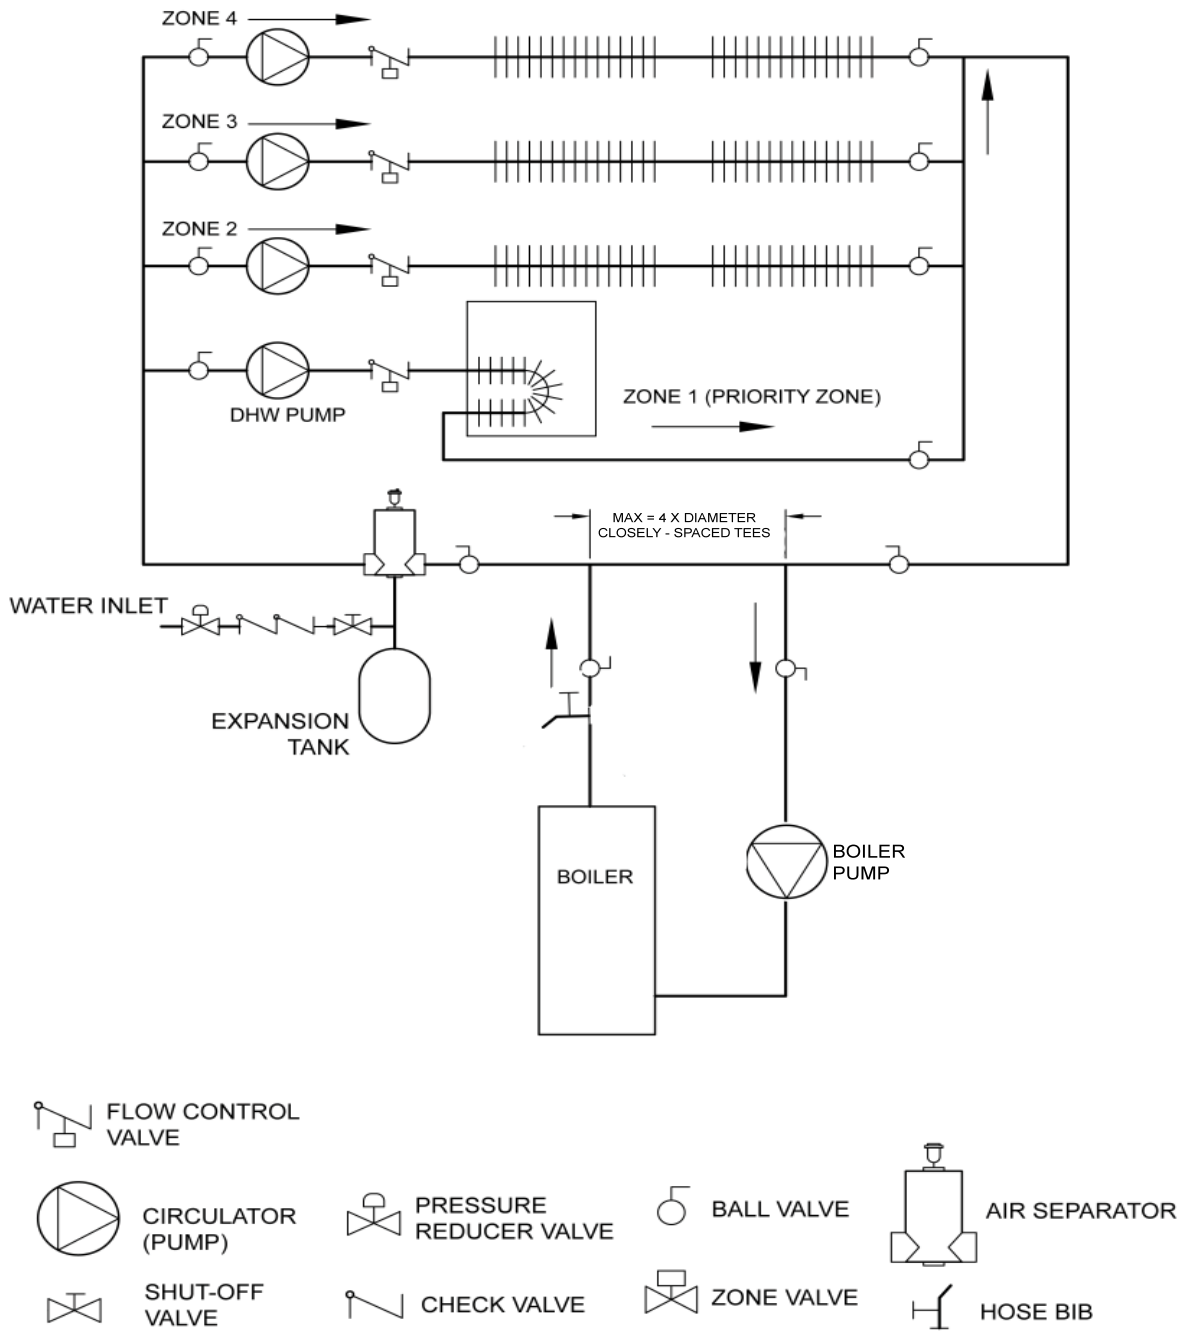 ZONE 4
ZONE 3
ZONE 2
DHW PUMP
ZONE 1 (PRIORITY ZONE)
MAX = 4 X DIAMETER
CLOSELY - SPACED TEES
WATER INLET
EXPANSION
TANK
BOILER
BOILER
PUMP
FLOW CONTROL
VALVE
CIRCULATOR
(PUMP)
PRESSURE
REDUCER VALVE
BALL VALVE
AIR SEPARATOR
SHUT-OFF
VALVE
CHECK VALVE
ZONE VALVE
HOSE BIB